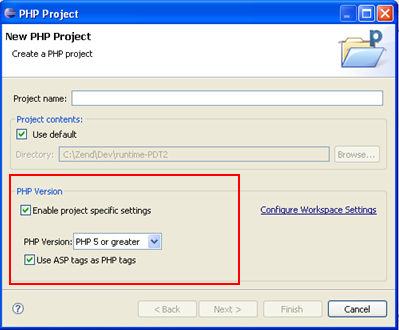 PHP Project
New PHP Project
Create a PHP project
Project name:
Project contents:
Use default
Directory: C:\Zend\Dev\runtime-PDT2 Browse...
PHP Version
Enable project specific settings Configure Workspace Settings
PHP Version: PHP 5 or greater
Use ASP tags as PHP tags
? < Back Next > Finish Cancel